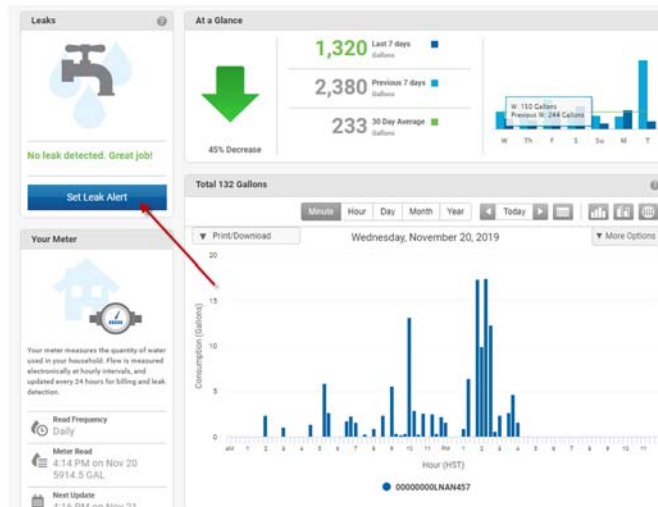 Leaks
No leak detected. Great job!
Set Leak Alert
Your Meter
Your meter measures the quantity of water
used in your household. Flow is measured
electronically at hourly intervals, and
updated every 24 hours for billing and leak
detection.
Read Frequency
Daily
Meter Read
4:14 PM on Nov 20
5914.5 GAL
Next Update
4:16 PM on Nov 21
At a Glance
45% Decrease
1,320 Last 7 days
Gallons
2,380 Previous 7 days
Gallons
233 30 Day Average
Gallons
W: 150 Gallons
Previous W: 244 Gallons
W Th F S Su M T
Total 132 Gallons
Minute Hour Day Month Year Today
Print/Download
Wednesday, November 20, 2019
More Options
Consumption (Gallons)
20
15
10
5
0
AM 1 2 3 4 5 6 7 8 9 10 11 PM 1 2 3 4 5 6 7 8 9 10 11
Hour (HST)
00000000LNAN457